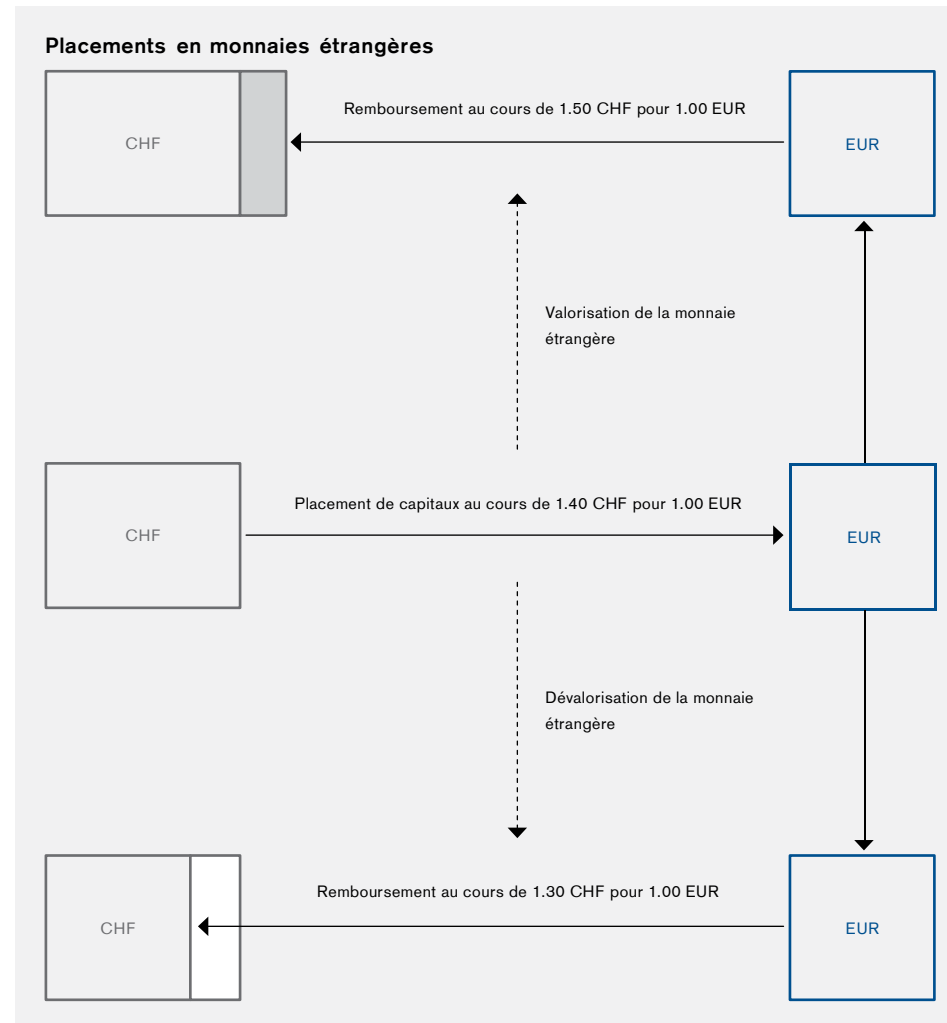 Placements en monnaies étrangères
Remboursement au cours de 1.50 CHF pour 1.00 EUR
CHF
EUR
Valorisation de la monnaie
étrangère
Placement de capitaux au cours de 1.40 CHF pour 1.00 EUR
CHF
EUR
Dévalorisation de la monnaie
étrangère
Remboursement au cours de 1.30 CHF pour 1.00 EUR
CHF
EUR